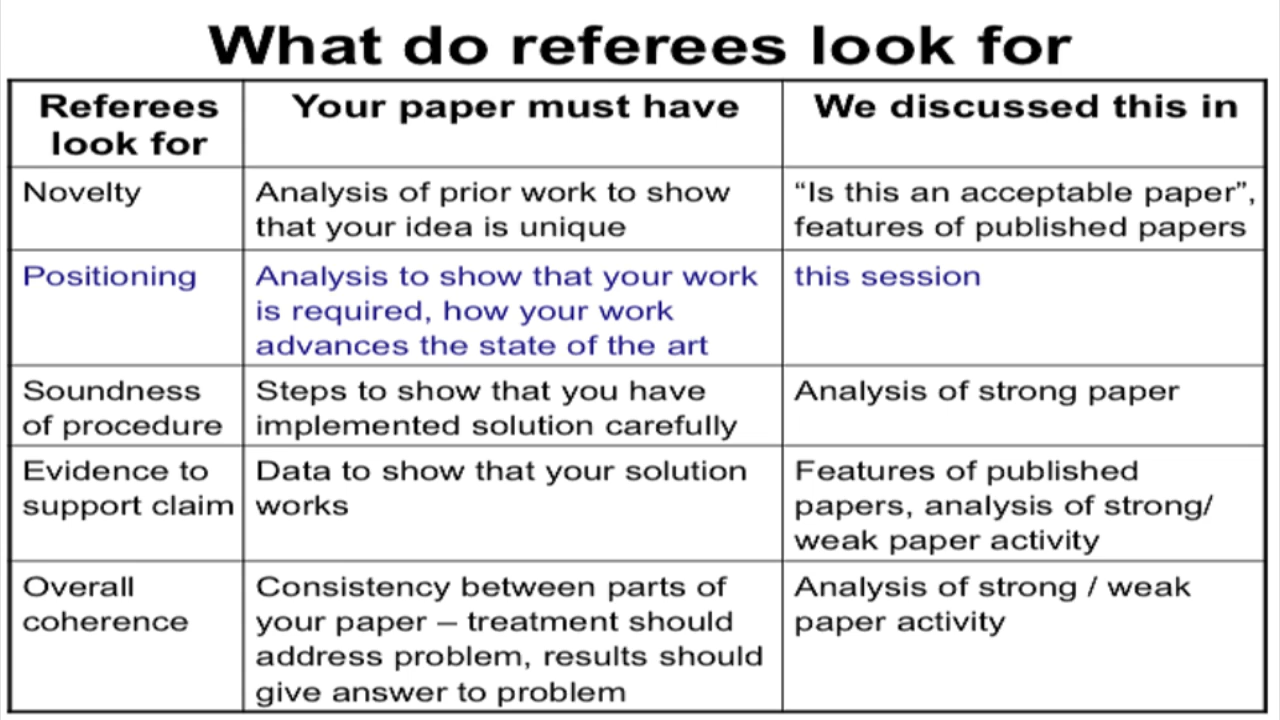 What do referees look for
Referees
look for
Your paper must have
We discussed this in
Novelty
Analysis of prior work to show
that your idea is unique
“Is this an acceptable paper”,
features of published papers
Positioning
Analysis to show that your work
is required, how your work
advances the state of the art
this session
Soundness
of procedure
Steps to show that you have
implemented solution carefully
Analysis of strong paper
Evidence to
support claim
Data to show that your solution
works
Features of published
papers, analysis of strong/
weak paper activity
Overall
coherence
Consistency between parts of
your paper – treatment should
address problem, results should
give answer to problem
Analysis of strong / weak
paper activity